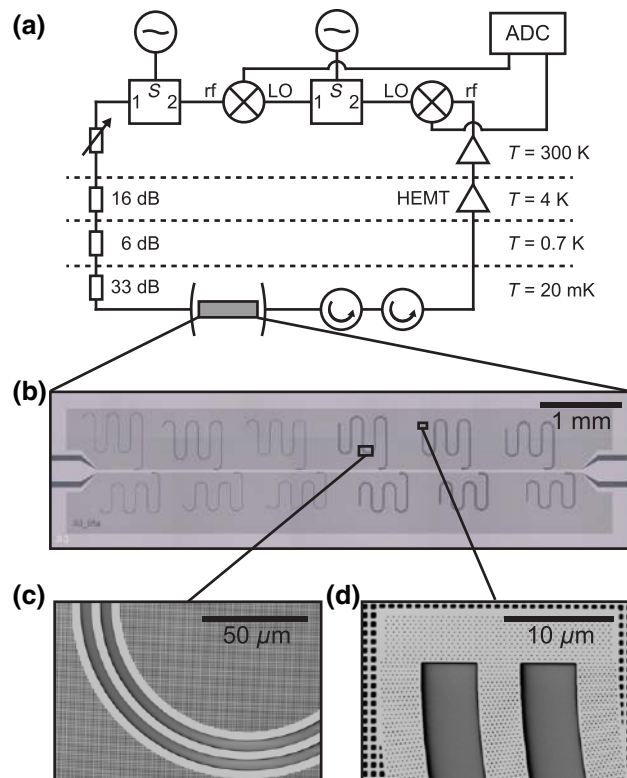 (a)
ADC
1 S 2 rf LO 1 S 2 LO rf
T = 300 K
16 dB HEMT T = 4 K
6 dB T = 0.7 K
33 dB T = 20 mK
(b)
1 mm
(c)
50 µm
(d)
10 µm